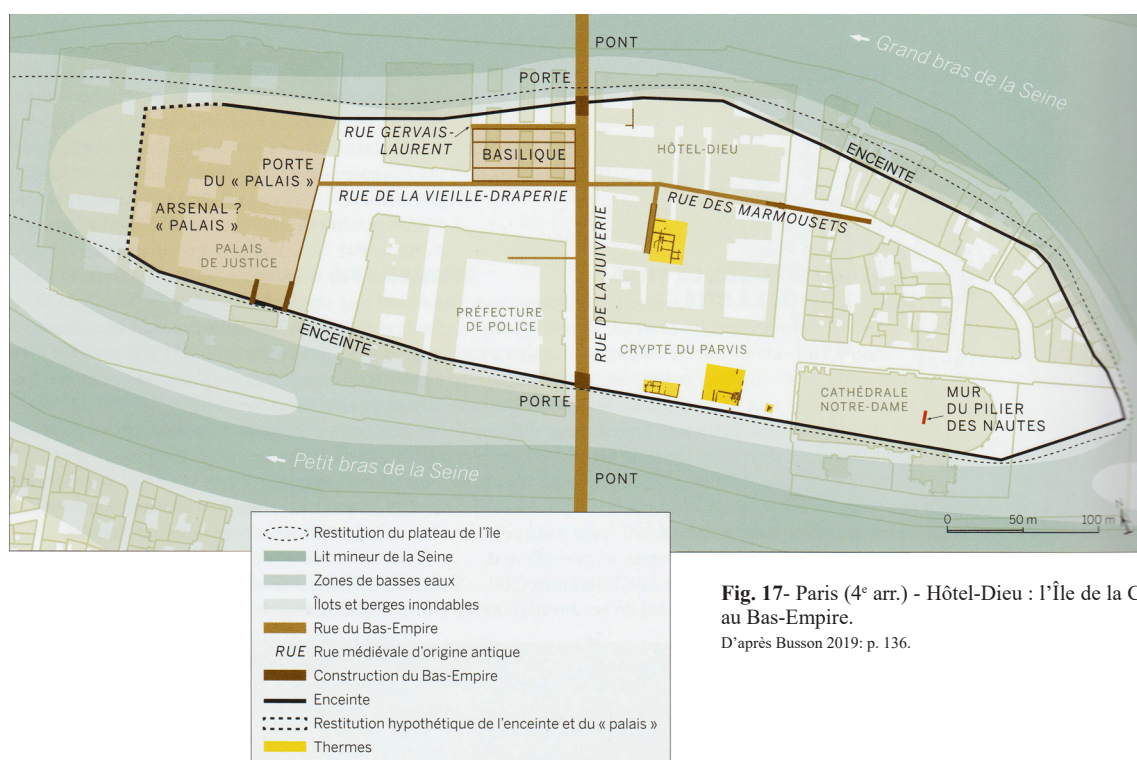 PONT
Grand bras de la Seine
PORTE
RUE GERVAIS-
LAURENT
BASILIQUE
HÔTEL-DIEU
ENCEINTE
PORTE
DU « PALAIS »
RUE DE LA VIEILLE-DRAPERIE
RUE DES MARMOUSETS
ARSENAL ?
« PALAIS »
PALAIS
DE JUSTICE
RUE DE LA JUIVERIE
PRÉFECTURE
DE POLICE
ENCEINTE
CRYPTE DU PARVIS
PORTE
CATHÉDRALE
NOTRE-DAME
MUR
DU PILIER
DES NAUTES
Petit bras de la Seine
PONT
0 50 m 100 m
Restitution du plateau de l'île
Lit mineur de la Seine
Zones de basses eaux
Îlots et berges inondables
Rue du Bas-Empire
RUE Rue médiévale d'origine antique
Construction du Bas-Empire
Enceinte
Restitution hypothétique de l'enceinte et du « palais »
Thermes
Fig. 17- Paris (4e arr.) - Hôtel-Dieu : l'Île de la C
au Bas-Empire.
D'après Busson 2019: p. 136.